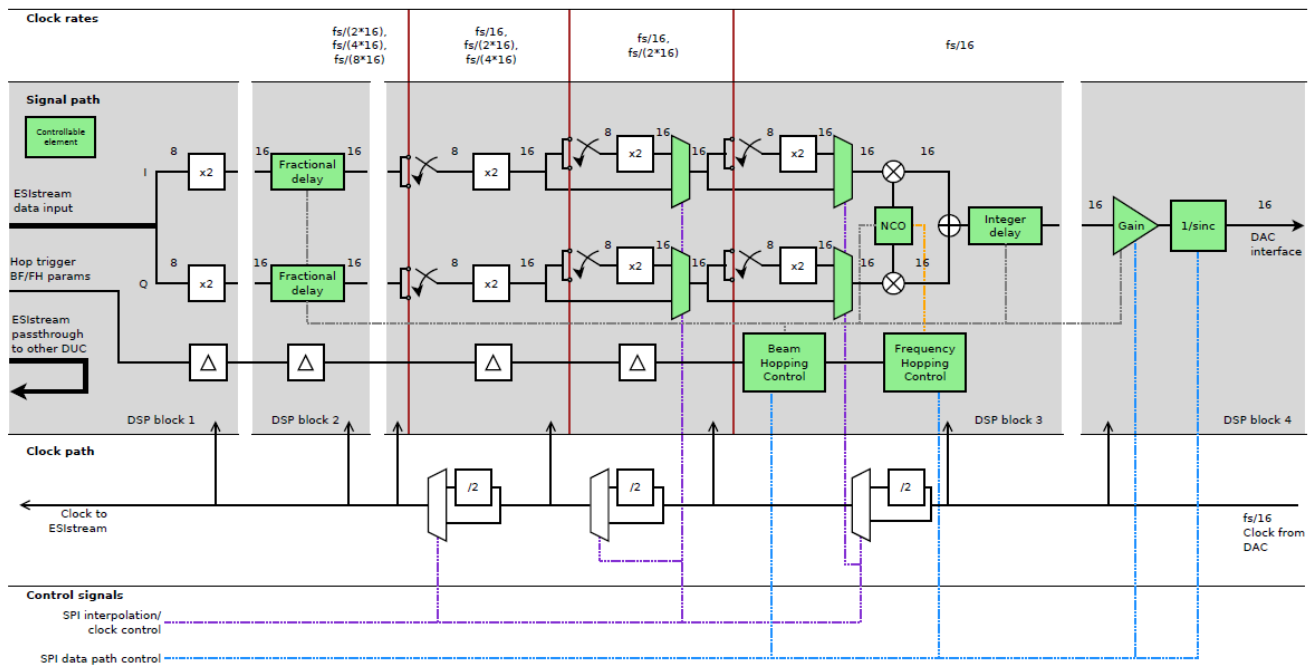 Clock rates
fs/(2*16),
fs/(4*16),
fs/(8*16)
fs/16,
fs/(2*16),
fs/(4*16)
fs/16,
fs/(2*16)
fs/16
Signal path
Controllable
element
8
16
16
8
16
8
16
8
16
16
16
16
16
I
x2
Fractional
delay
x2
x2
x2
ESIstream
data input
NCO
Integer
delay
Gain
1/sinc
DAC
interface
Hop trigger
BF/FH params
8
16
16
8
16
8
16
16
8
16
16
16
Q
x2
Fractional
delay
x2
x2
x2
ESIstream
passthrough
to other DUC
Δ
Δ
Δ
Δ
Beam
Hopping
Control
Frequency
Hopping
Control
DSP block 1
DSP block 2
DSP block 3
DSP block 4
Clock path
/2
/2
/2
Clock to
ESIstream
fs/16
Clock from
DAC
Control signals
SPI interpolation/
clock control
SPI data path control